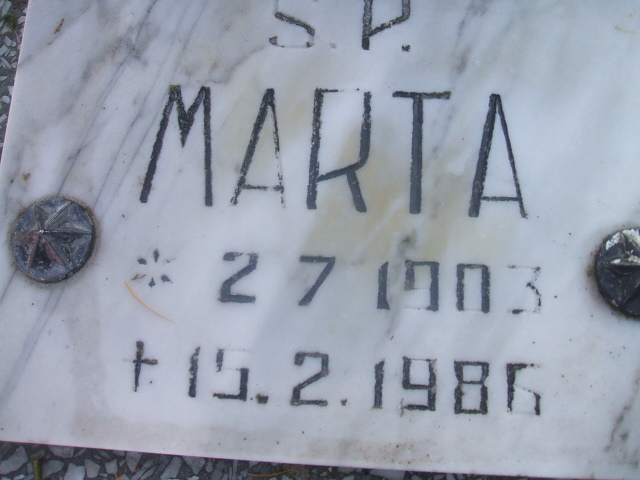 S.P.
MARTA
* 2 7 1903
† 15.2.1986